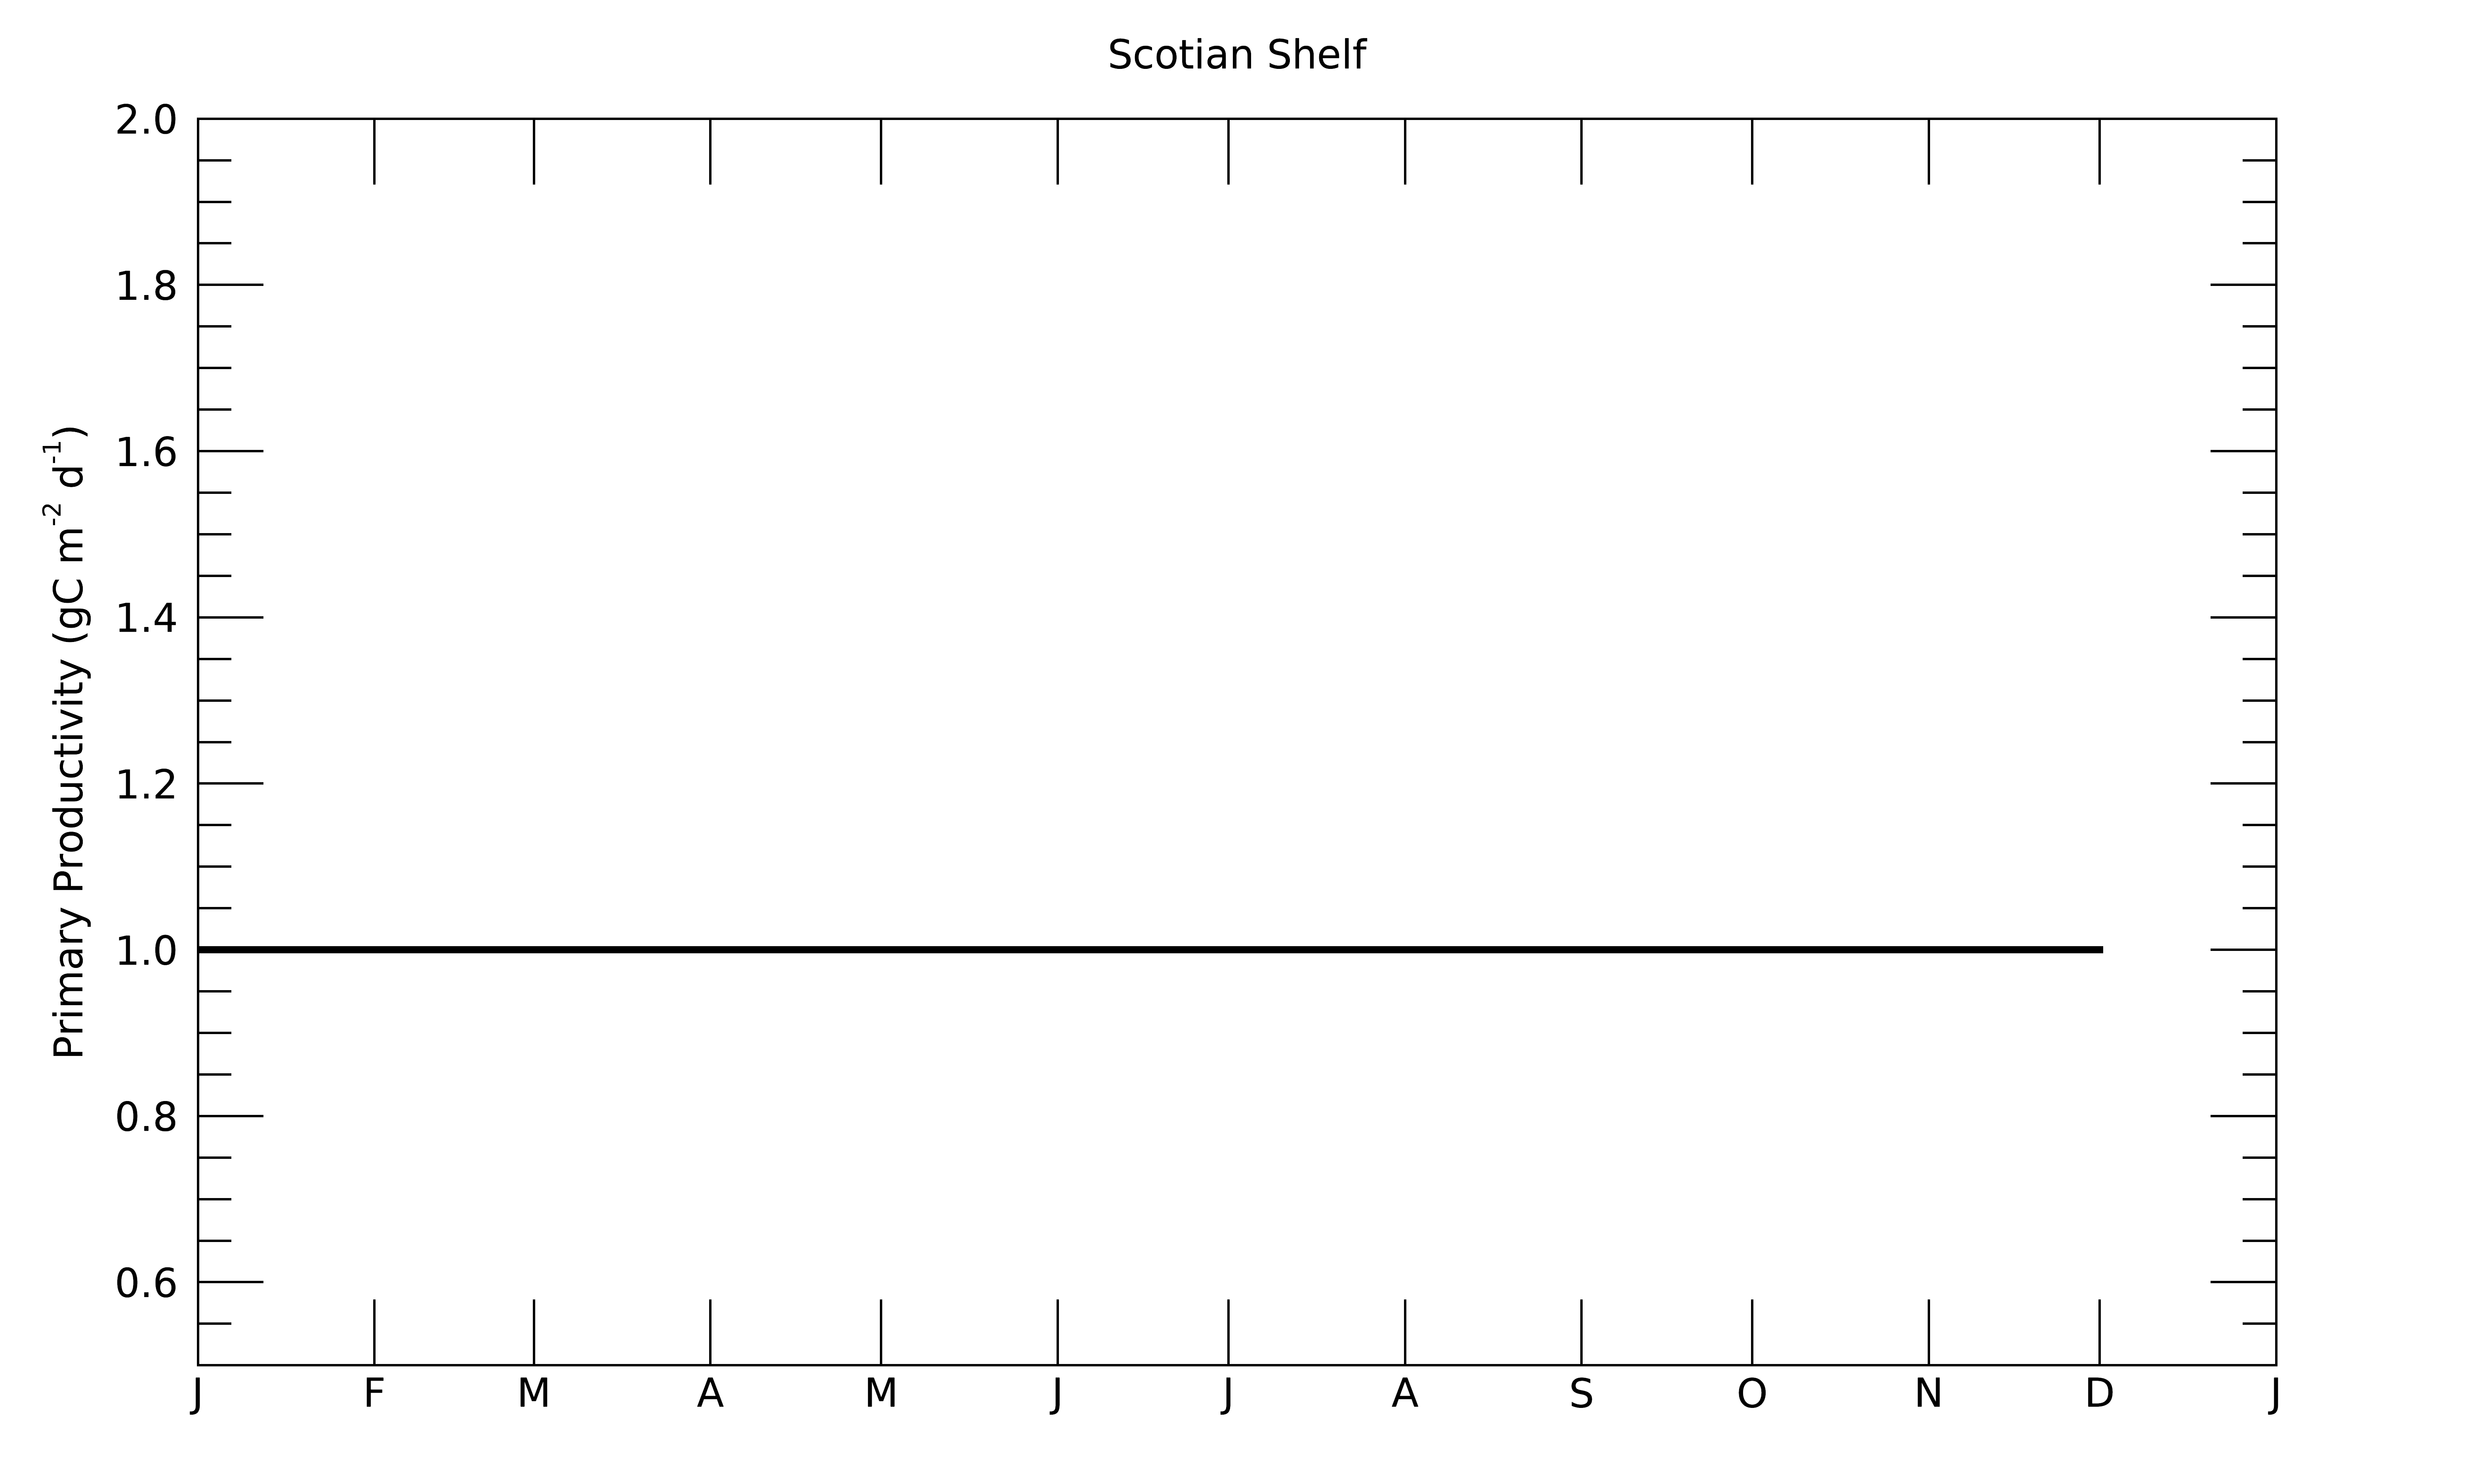 Scotian Shelf
Primary Productivity (gC m⁻² d⁻¹)
2.0
1.8
1.6
1.4
1.2
1.0
0.8
0.6
J F M A M J J A S O N D J